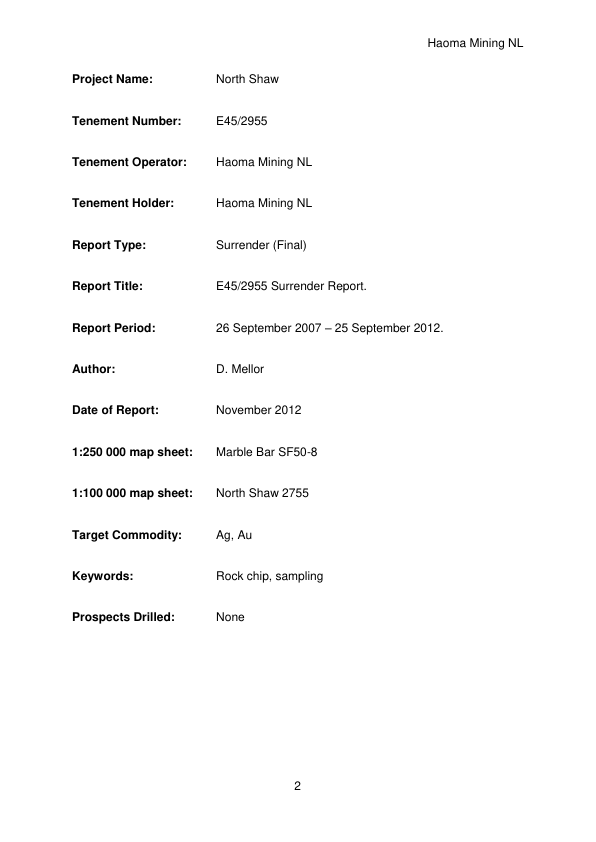 Haoma Mining NL
Project Name: North Shaw
Tenement Number: E45/2955
Tenement Operator: Haoma Mining NL
Tenement Holder: Haoma Mining NL
Report Type: Surrender (Final)
Report Title: E45/2955 Surrender Report.
Report Period: 26 September 2007 – 25 September 2012.
Author: D. Mellor
Date of Report: November 2012
1:250 000 map sheet: Marble Bar SF50-8
1:100 000 map sheet: North Shaw 2755
Target Commodity: Ag, Au
Keywords: Rock chip, sampling
Prospects Drilled: None
2